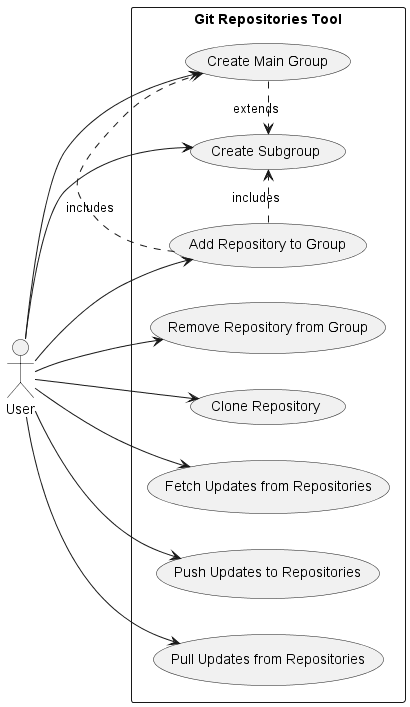 Git Repositories Tool
Create Main Group
extends
Create Subgroup
includes
includes
Add Repository to Group
Remove Repository from Group
Clone Repository
User
Fetch Updates from Repositories
Push Updates to Repositories
Pull Updates from Repositories